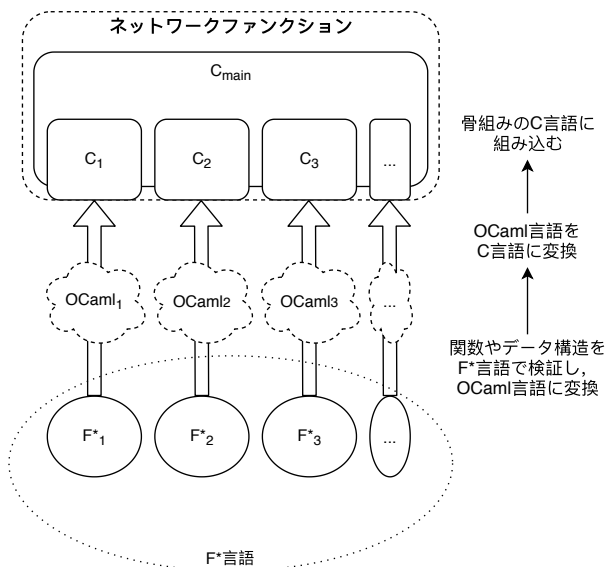 ネットワークファンクション
Cmain
C1
C2
C3
...
骨組みのC言語に
組み込む
OCaml言語を
C言語に変換
OCaml1
OCaml2
OCaml3
...
関数やデータ構造を
F*言語で検証し,
OCaml言語に変換
F*1
F*2
F*3
...
F*言語